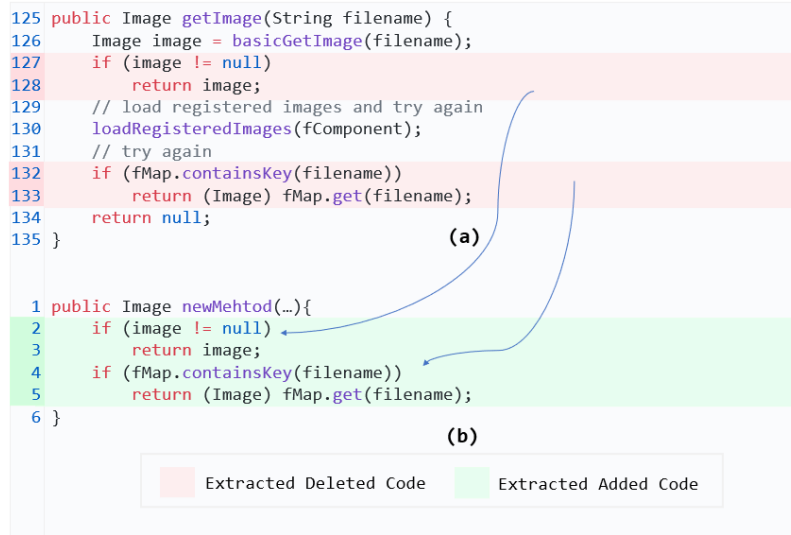 125 public Image getImage(String filename) {
126     Image image = basicGetImage(filename);
127     if (image != null)
128         return image;
129     // load registered images and try again
130     loadRegisteredImages(fComponent);
131     // try again
132     if (fMap.containsKey(filename))
133         return (Image) fMap.get(filename);
134     return null;
135 }
(a)
1 public Image newMehtod(…){
2     if (image != null)
3         return image;
4     if (fMap.containsKey(filename))
5         return (Image) fMap.get(filename);
6 }
(b)
Extracted Deleted Code Extracted Added Code